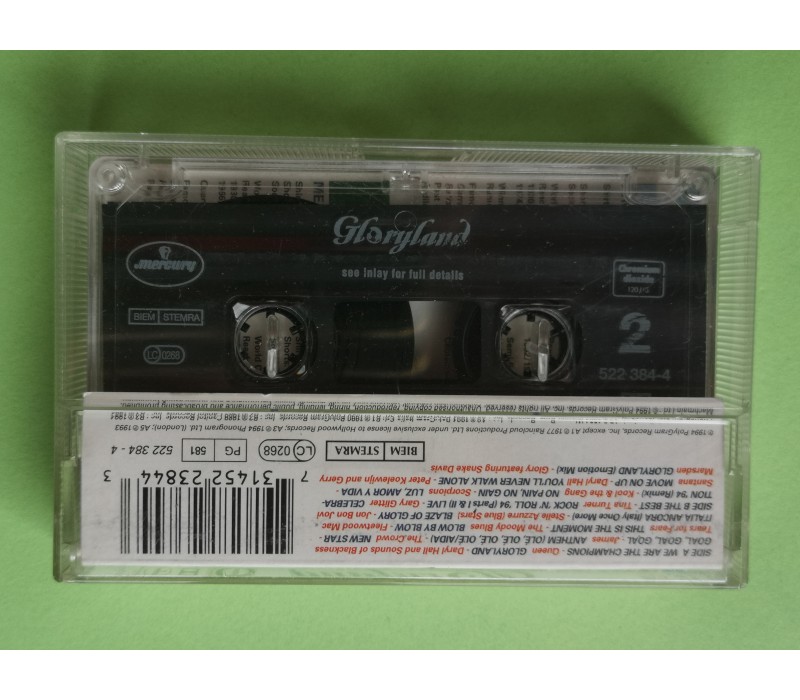 Gloryland
see inlay for full details
mercury
Chromium
dioxide
120µS
BIEM STEMRA
LC 0268
2
522 384-4
SIDE A WE ARE THE CHAMPIONS - Queen GLORYLAND - Daryl Hall and Sounds of Blackness
GOAL, GOAL, GOAL - James ANTHEM (OLÉ, OLÉ, OLÉ, OLÉ/NADA) - The Crowd NEW STAR -
Tears for Fears THIS IS THE MOMENT - The Moody Blues BLOW BY BLOW - Fleetwood Mac
ITALIA ANCORA (Italy Once More) - Stella Azzurra (Blue Stars) BLAZE OF GLORY - Jon Bon Jovi
SIDE B THE BEST - Tina Turner ROCK 'N' ROLL '94 (Parts I & II) LIVE - Gary Glitter CELEBRA-
TION '94 (Remix) - Kool & the Gang NO PAIN NO GAIN - Scorpions LUZ, AMORY VIDA -
Santana MOVE ON UP - Daryl Hall YOU'LL NEVER WALK ALONE - Peter Koelewijn and Gerry
Marsden GLORYLAND (Emotion Mix) - Glory featuring Snake Davis
BIEM STEMRA LC 0268 PC 581 522 384 - 4
7 31452 23844 3